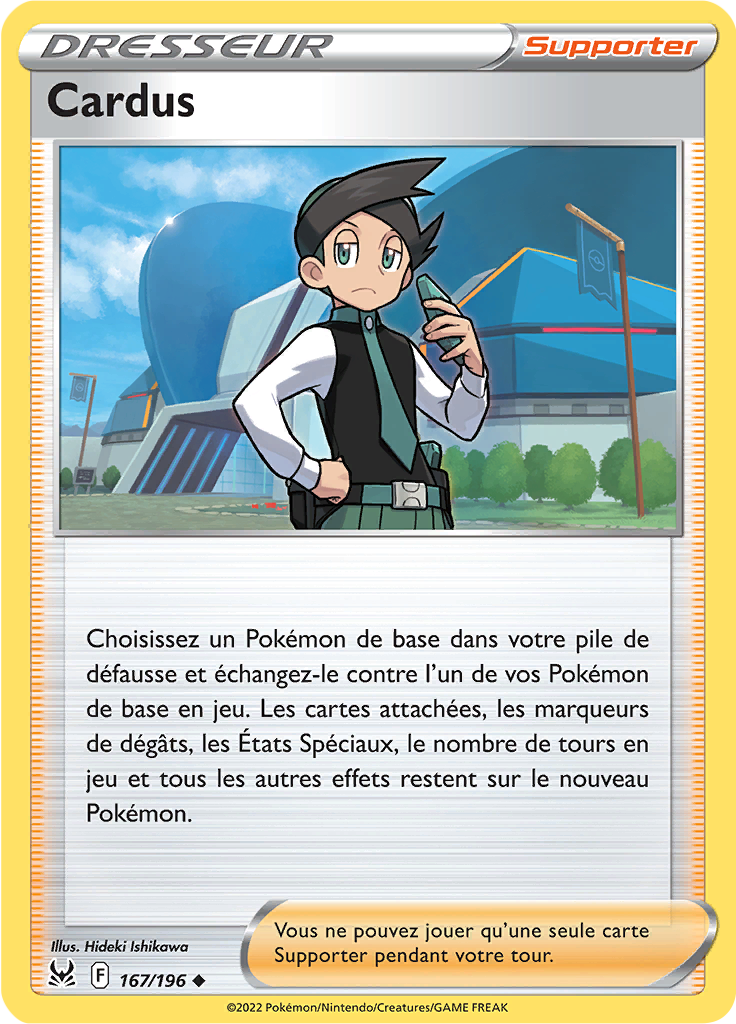 DRESSEUR
Supporter
Cardus
Choisissez un Pokémon de base dans votre pile de
défausse et échangez-le contre l'un de vos Pokémon
de base en jeu. Les cartes attachées, les marqueurs
de dégâts, les États Spéciaux, le nombre de tours en
jeu et tous les autres effets restent sur le nouveau
Pokémon.
Vous ne pouvez jouer qu'une seule carte
Supporter pendant votre tour.
Illus. Hideki Ishikawa
F 167/196
©2022 Pokémon/Nintendo/Creatures/GAME FREAK